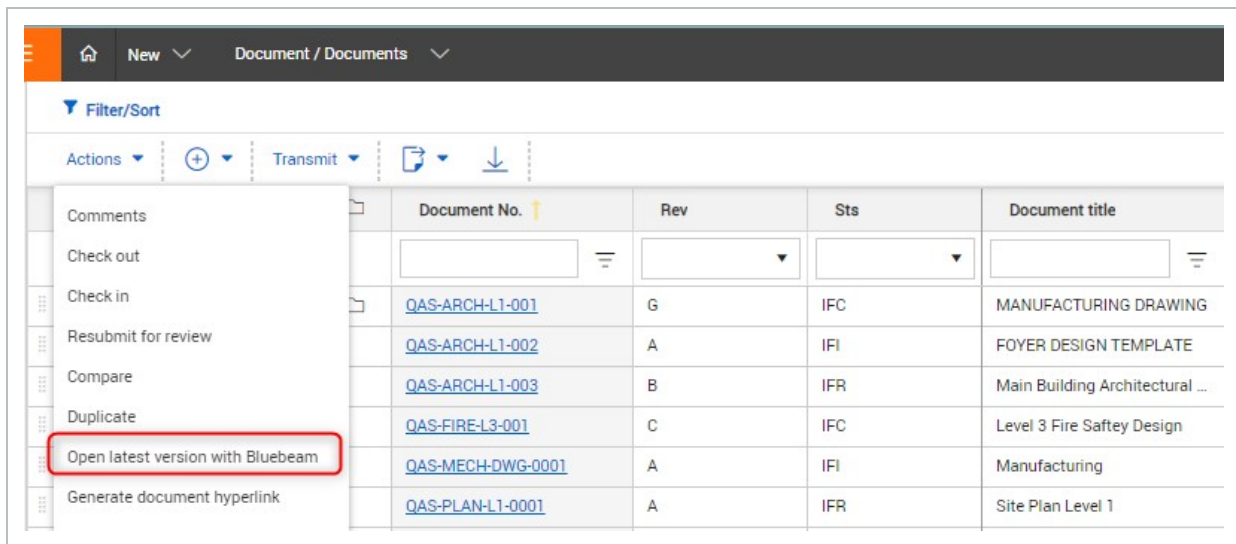 New Document / Documents
Filter/Sort
Actions Transmit
Document No. Rev Sts Document title
Comments
Check out
Check in
Resubmit for review
Compare
Duplicate
Open latest version with Bluebeam
Generate document hyperlink
QAS-ARCH-L1-001 G IFC MANUFACTURING DRAWING
QAS-ARCH-L1-002 A IFI FOYER DESIGN TEMPLATE
QAS-ARCH-L1-003 B IFR Main Building Architectural ...
QAS-FIRE-L3-001 C IFC Level 3 Fire Saftey Design
QAS-MECH-DWG-0001 A IFI Manufacturing
QAS-PLAN-L1-0001 A IFR Site Plan Level 1